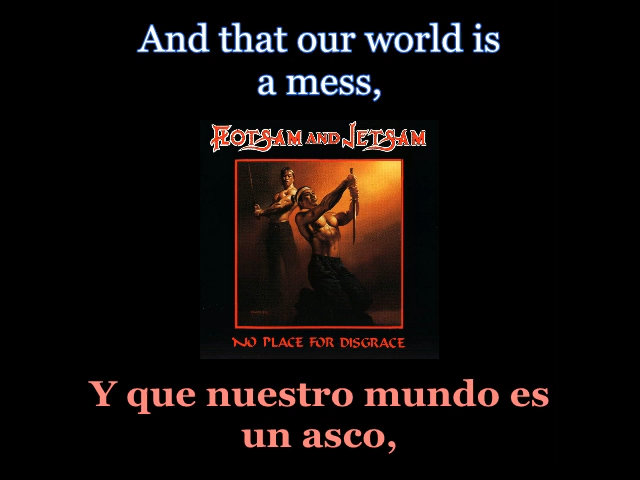 And that our world is
a mess,
FLOTSAM AND JETSAM
NO PLACE FOR DISGRACE
Y que nuestro mundo es
un asco,